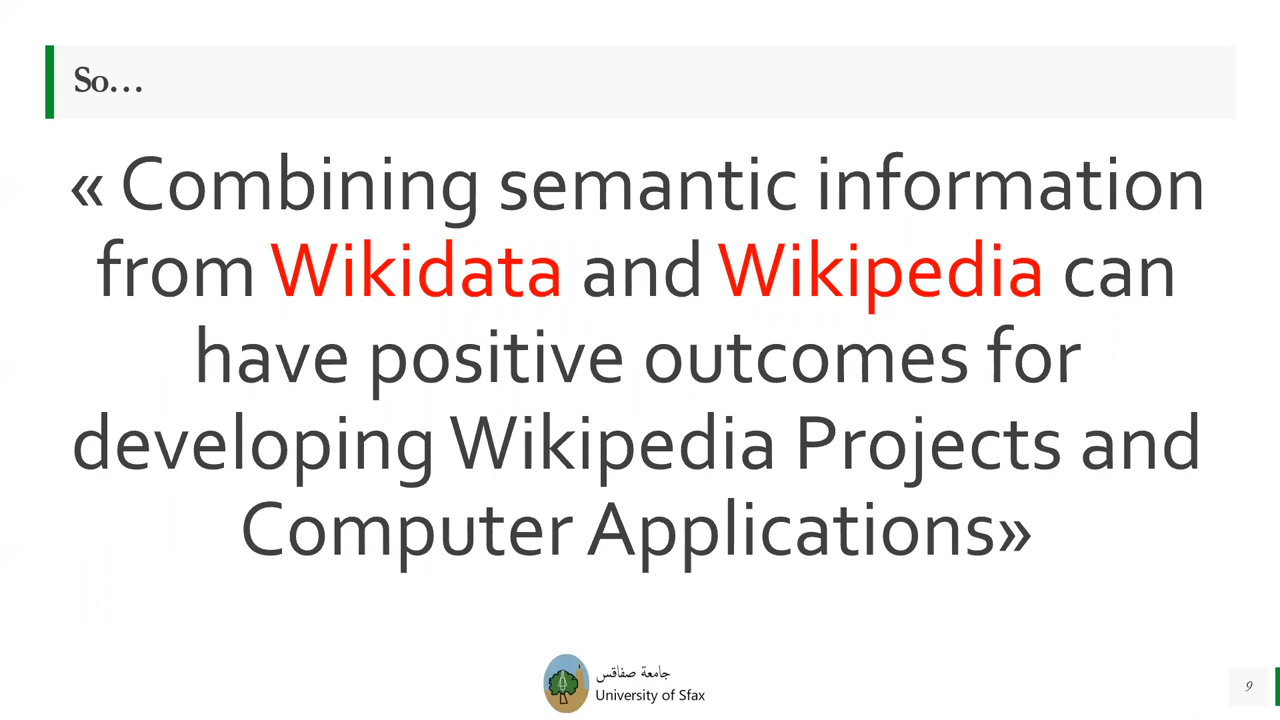 So…
« Combining semantic information
from Wikidata and Wikipedia can
have positive outcomes for
developing Wikipedia Projects and
Computer Applications»
جامعة صفاقس
University of Sfax
9